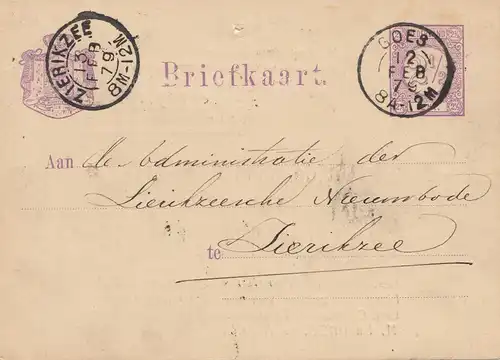 ZIERIKZEE
13
FEB
79
8M-12M
Briefkaart.
GOES
12
FEB
79
8A-12M
Aan de Administratie der
Zierikzeesche Nieuwsbode
te Zierikzee